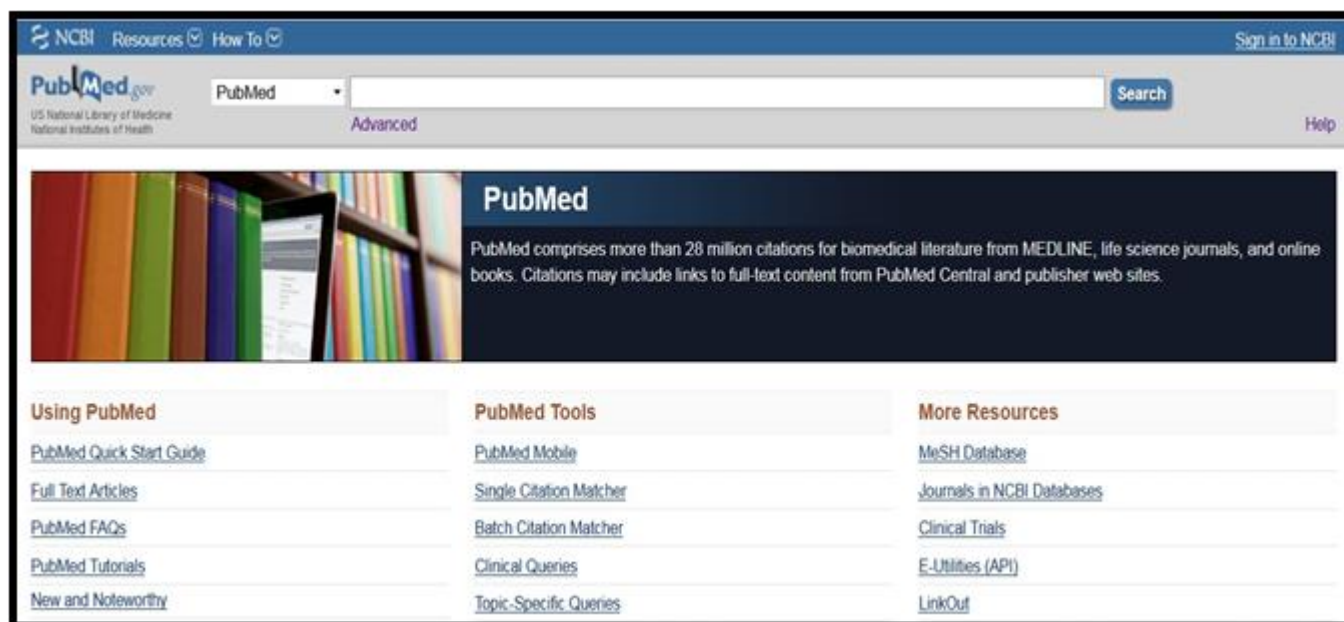 NCBI Resources How To Sign in to NCBI
PubMed.gov
US National Library of Medicine
National Institutes of Health
PubMed
Search
Advanced
Help
PubMed
PubMed comprises more than 28 million citations for biomedical literature from MEDLINE, life science journals, and online
books. Citations may include links to full-text content from PubMed Central and publisher web sites.
Using PubMed
PubMed Quick Start Guide
Full Text Articles
PubMed FAQs
PubMed Tutorials
New and Noteworthy
PubMed Tools
PubMed Mobile
Single Citation Matcher
Batch Citation Matcher
Clinical Queries
Topic-Specific Queries
More Resources
MeSH Database
Journals in NCBI Databases
Clinical Trials
E-Utilities (API)
LinkOut